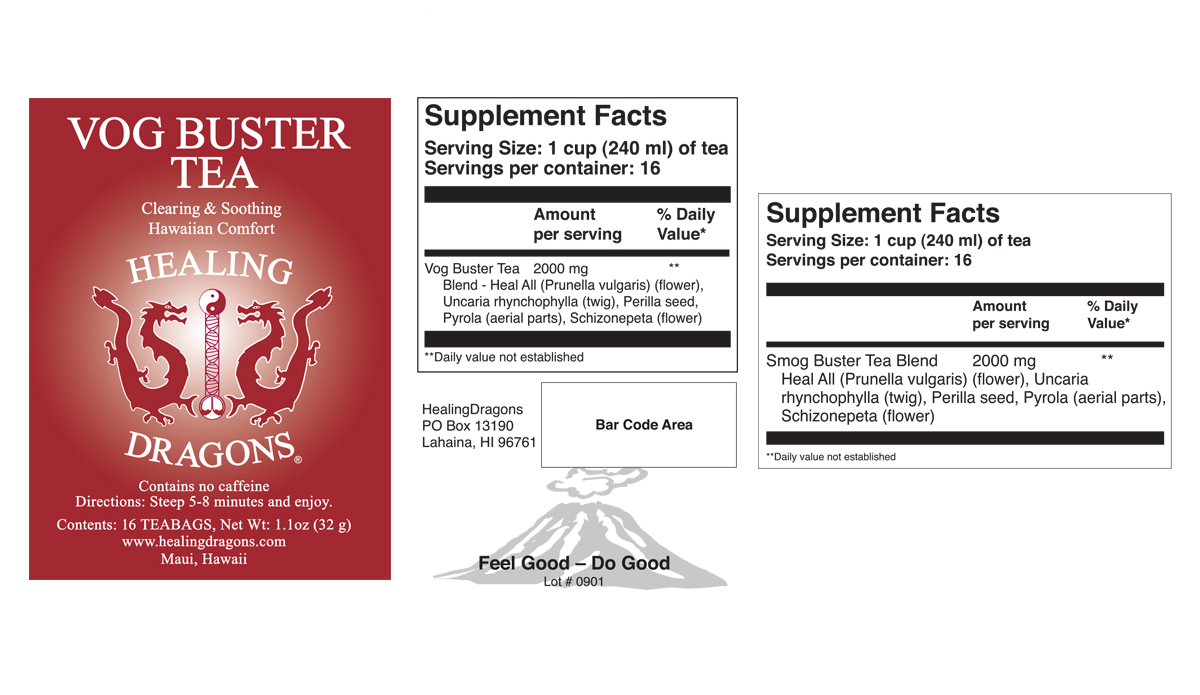 VOG BUSTER
TEA
Clearing & Soothing
Hawaiian Comfort
HEALING
DRAGONS®
Contains no caffeine
Directions: Steep 5-8 minutes and enjoy.
Contents: 16 TEABAGS, Net Wt: 1.1oz (32 g)
www.healingdragons.com
Maui, Hawaii
Supplement Facts
Serving Size: 1 cup (240 ml) of tea
Servings per container: 16
Amount per serving % Daily Value*
Vog Buster Tea 2000 mg **
Blend - Heal All (Prunella vulgaris) (flower),
Uncaria rhynchophylla (twig), Perilla seed,
Pyrola (aerial parts), Schizonepeta (flower)
**Daily value not established
HealingDragons
PO Box 13190
Lahaina, HI 96761
Bar Code Area
Feel Good – Do Good
Lot # 0901
Supplement Facts
Serving Size: 1 cup (240 ml) of tea
Servings per container: 16
Amount per serving % Daily Value*
Smog Buster Tea Blend 2000 mg **
Heal All (Prunella vulgaris) (flower), Uncaria
rhynchophylla (twig), Perilla seed, Pyrola (aerial parts),
Schizonepeta (flower)
**Daily value not established